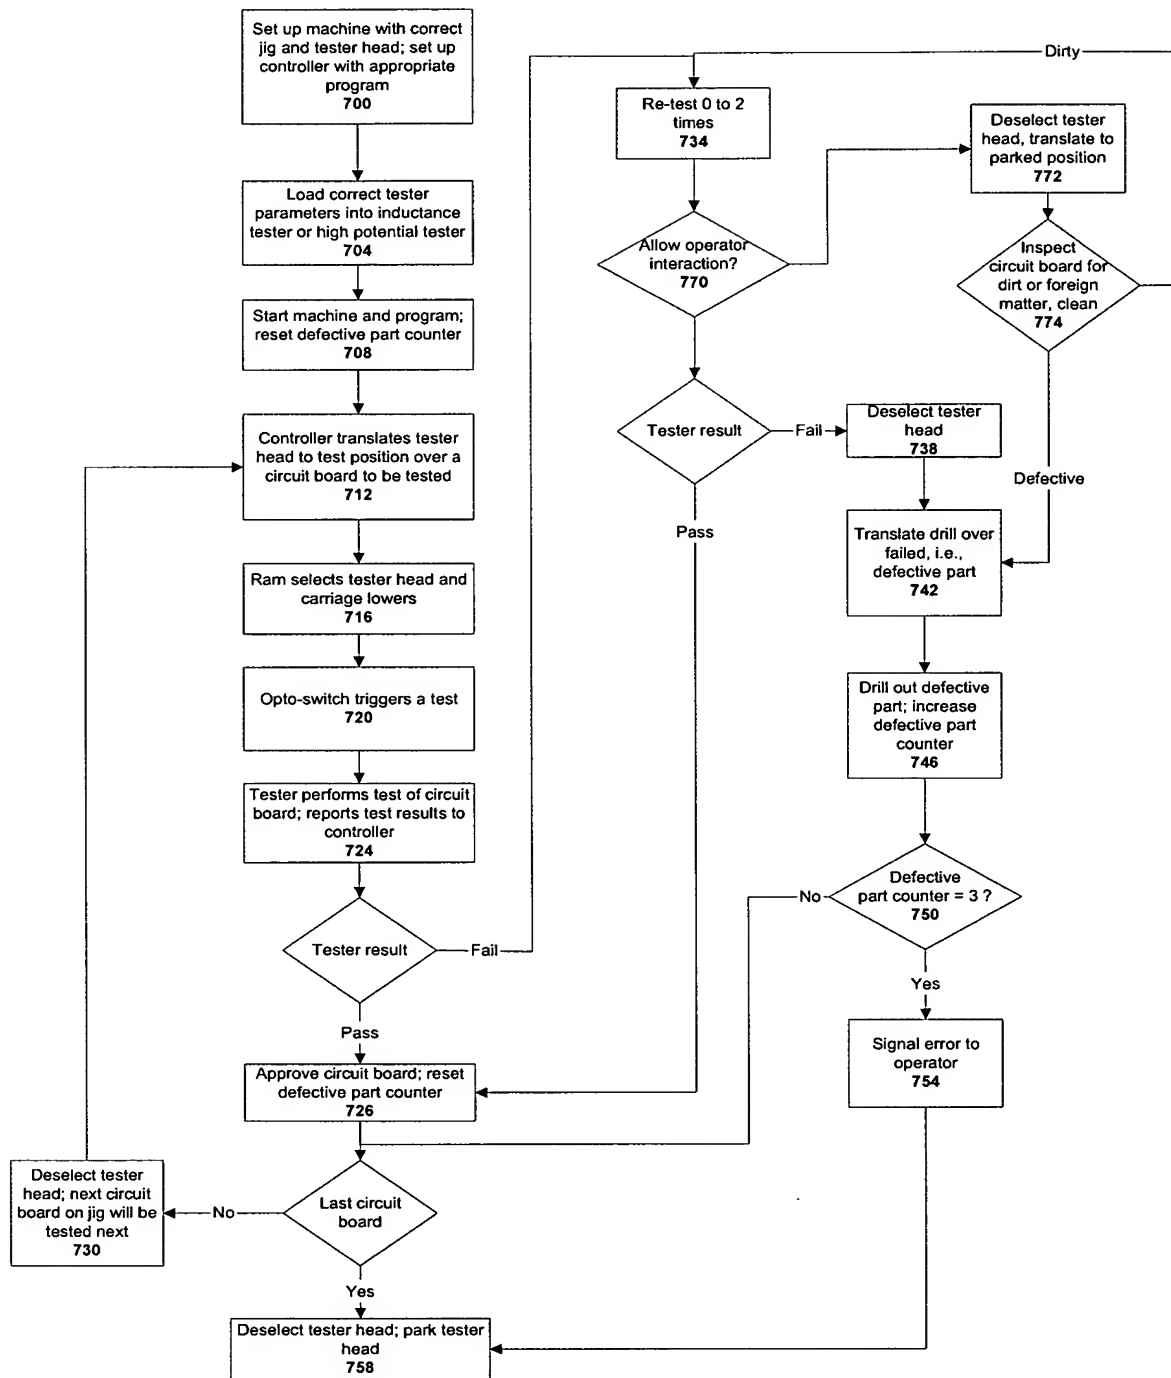 Set up machine with correct
jig and tester head; set up
controller with appropriate
program
700
Load correct tester
parameters into inductance
tester or high potential tester
704
Start machine and program;
reset defective part counter
708
Controller translates tester
head to test position over a
circuit board to be tested
712
Ram selects tester head and
carriage lowers
716
Opto-switch triggers a test
720
Tester performs test of circuit
board; reports test results to
controller
724
Tester result
Fail
Pass
Approve circuit board; reset
defective part counter
726
Last circuit
board
No
Deselect tester
head; next circuit
board on jig will be
tested next
730
Yes
Deselect tester head; park tester
head
758
Re-test 0 to 2
times
734
Allow operator
interaction?
770
Tester result
Fail
Pass
Dirty
Deselect tester
head, translate to
parked position
772
Inspect
circuit board for
dirt or foreign
matter, clean
774
Defective
Deselect tester
head
738
Translate drill over
failed, i.e.,
defective part
742
Drill out defective
part; increase
defective part
counter
746
Defective
part counter = 3 ?
750
No
Yes
Signal error to
operator
754